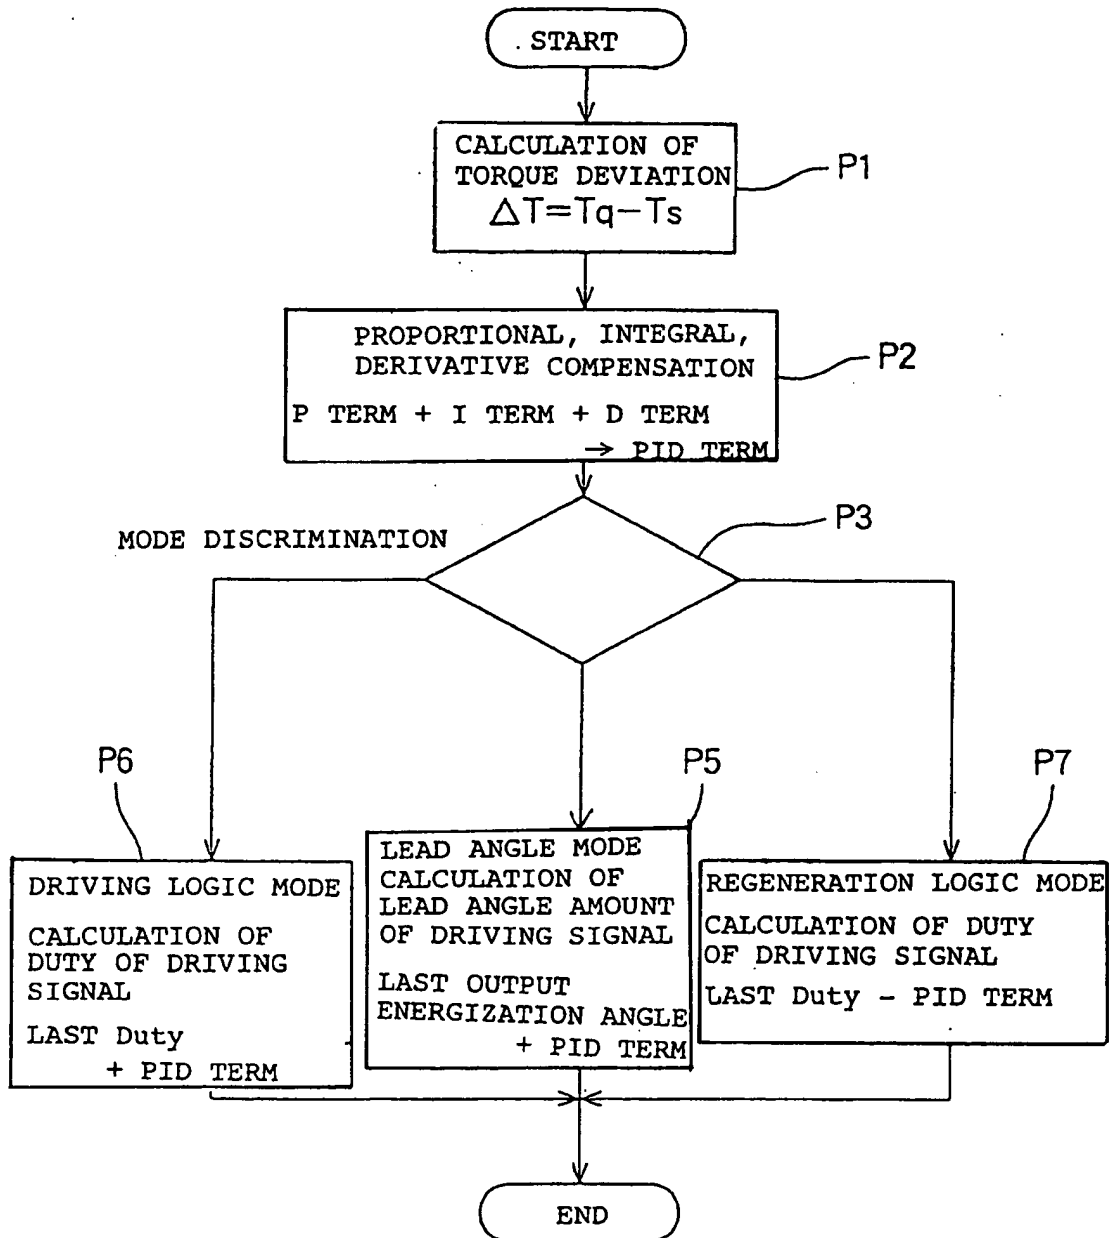 START
CALCULATION OF
TORQUE DEVIATION
△T=Tq−Ts
P1
PROPORTIONAL, INTEGRAL,
DERIVATIVE COMPENSATION
P TERM + I TERM + D TERM
→ PID TERM
P2
MODE DISCRIMINATION
P3
P6
DRIVING LOGIC MODE
CALCULATION OF
DUTY OF DRIVING
SIGNAL
LAST Duty
+ PID TERM
P5
LEAD ANGLE MODE
CALCULATION OF
LEAD ANGLE AMOUNT
OF DRIVING SIGNAL
LAST OUTPUT
ENERGIZATION ANGLE
+ PID TERM
P7
REGENERATION LOGIC MODE
CALCULATION OF DUTY
OF DRIVING SIGNAL
LAST Duty − PID TERM
END